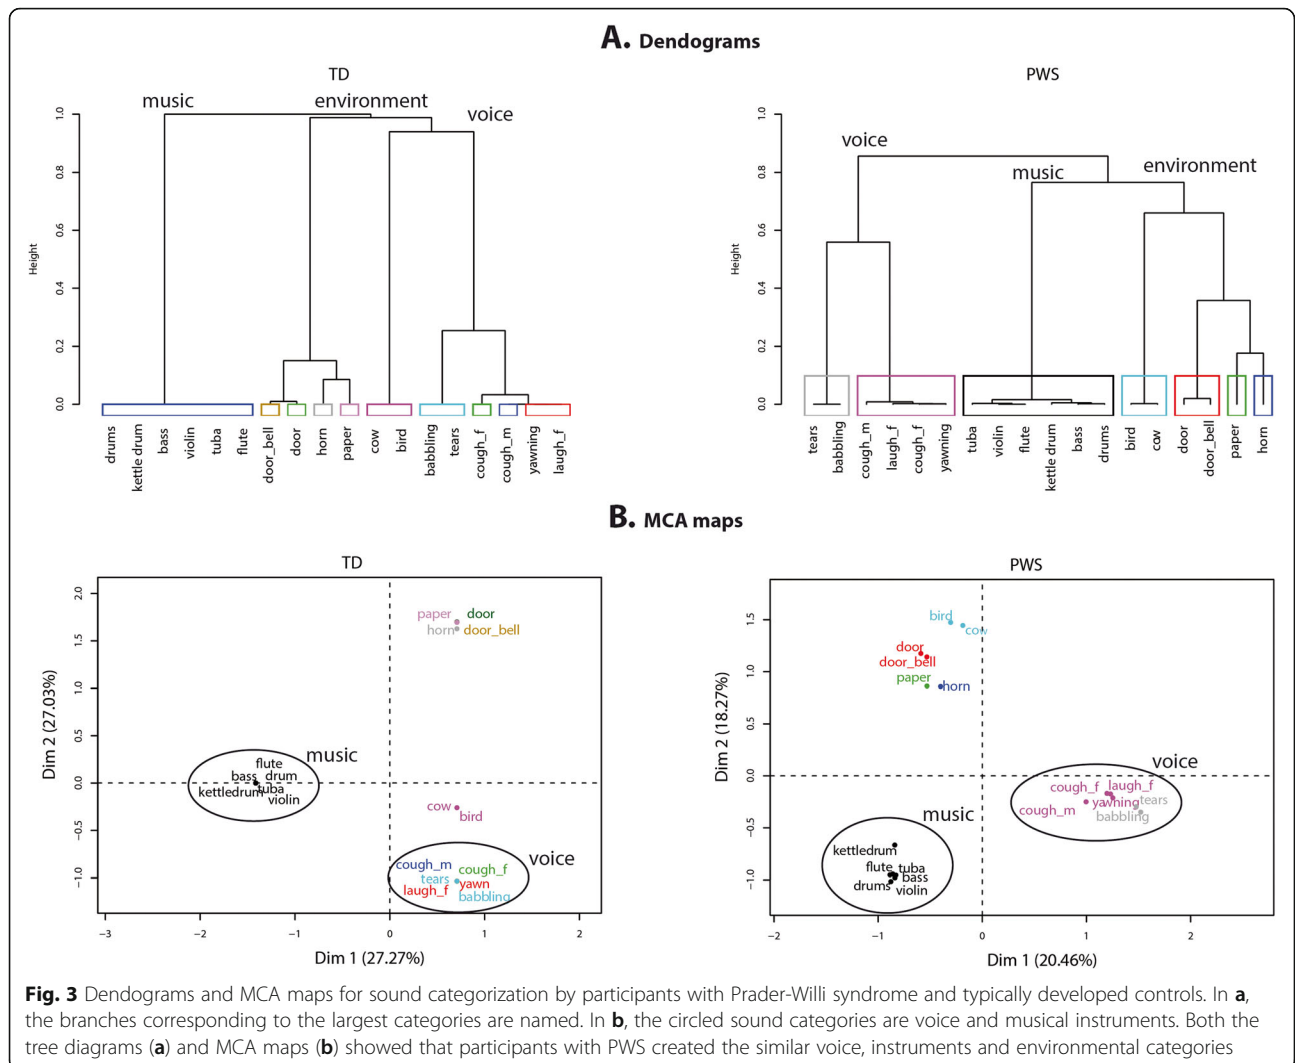 A. Dendograms
TD
music
environment
voice
Height
0.0
0.2
0.4
0.6
0.8
1.0
drums
kettle drum
bass
violin
tuba
flute
door_bell
door
horn
paper
cow
bird
babbling
tears
cough_f
cough_m
yawning
laugh_f
PWS
voice
music
environment
Height
0.0
0.2
0.4
0.6
0.8
1.0
tears
babbling
cough_m
laugh_f
cough_f
yawning
tuba
violin
flute
kettle drum
bass
drums
bird
cow
door
door_bell
paper
horn
B. MCA maps
TD
Dim 2 (27.03%)
2.0
1.5
1.0
0.5
0.0
−0.5
−1.0
paper door
horn door_bell
music
flute
bass drum
kettledrum tuba
violin
cow
bird
voice
cough_m cough_f
tears yawn
laugh_f babbling
−3 −2 −1 0 1 2
Dim 1 (27.27%)
PWS
Dim 2 (18.27%)
1.5
1.0
0.5
0.0
−0.5
−1.0
bird
cow
door
door_bell
paper horn
voice
cough_f laugh_f
yawning tears
cough_m babbling
music
kettledrum
flute tuba
bass
drums violin
−2 −1 0 1 2
Dim 1 (20.46%)
Fig. 3 Dendograms and MCA maps for sound categorization by participants with Prader-Willi syndrome and typically developed controls. In a,
the branches corresponding to the largest categories are named. In b, the circled sound categories are voice and musical instruments. Both the
tree diagrams (a) and MCA maps (b) showed that participants with PWS created the similar voice, instruments and environmental categories